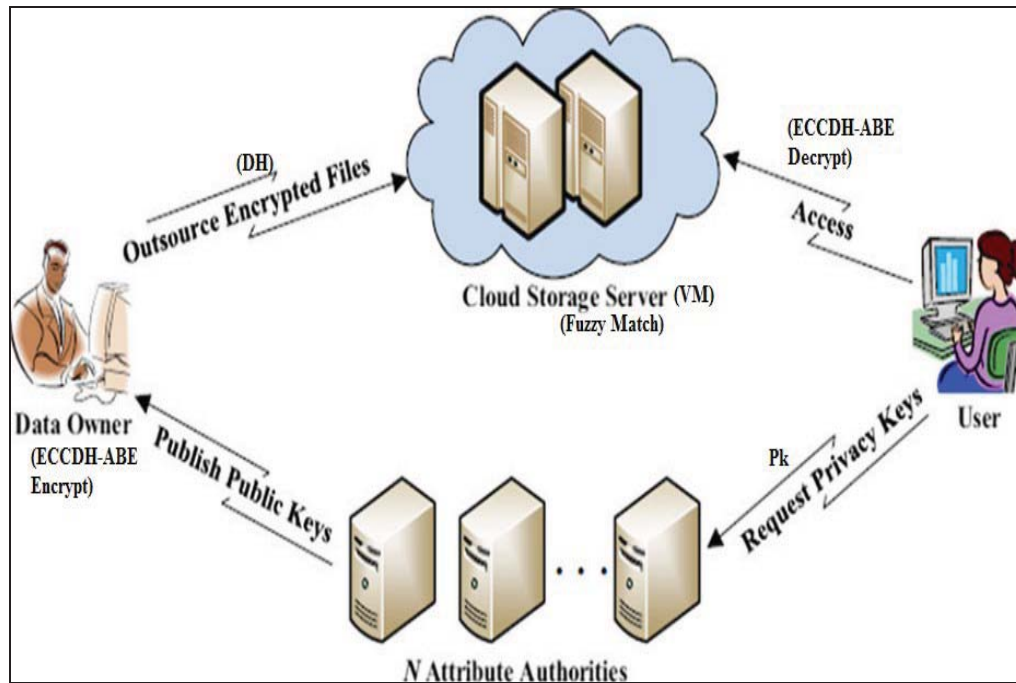 (DH)
Outsource Encrypted Files
(ECCDH-ABE
Decrypt)
Access
Cloud Storage Server (VM)
(Fuzzy Match)
Data Owner
(ECCDH-ABE
Encrypt)
User
Publish Public Keys
Pk
Request Privacy Keys
. . .
N Attribute Authorities